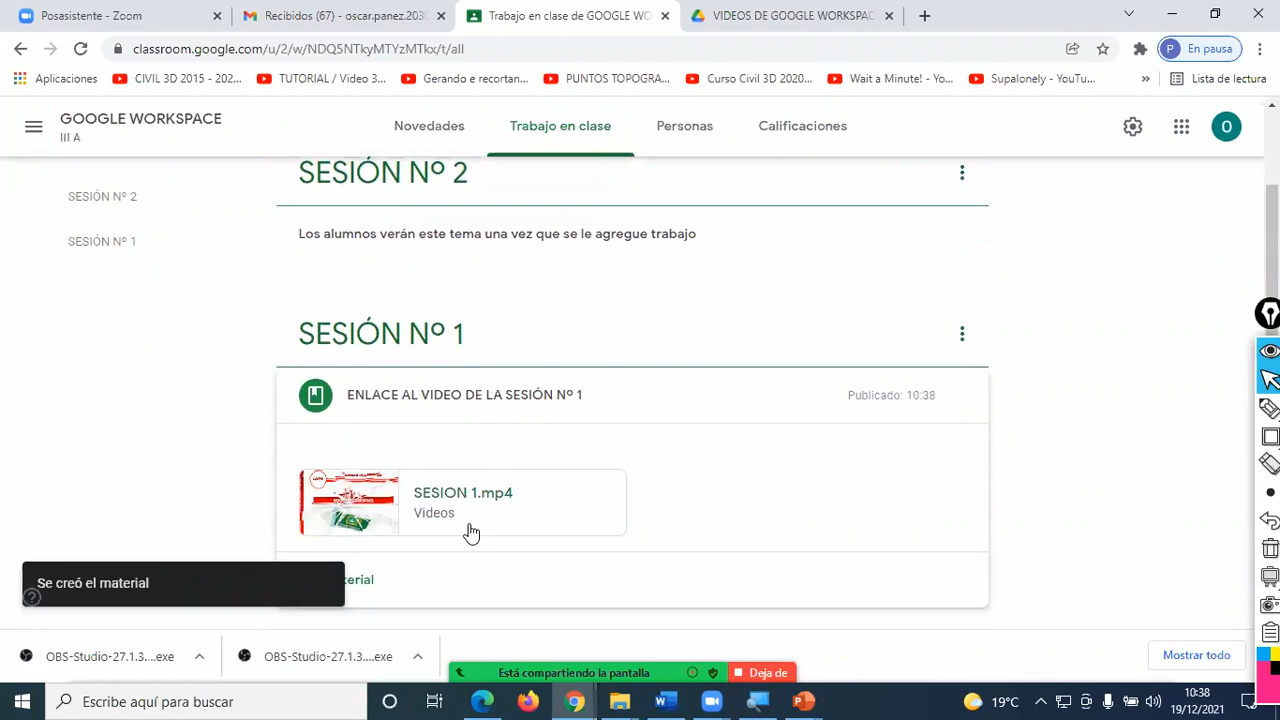 Posasistente - Zoom
Recibidos (67) - oscar.panez.203
Trabajo en clase de GOOGLE WO
VIDEOS DE GOOGLE WORKSPAC
classroom.google.com/u/2/w/NDQ5NTkyMTYzMTkx/t/all
En pausa
Aplicaciones
CIVIL 3D 2015 - 202...
TUTORIAL / Video 3...
Gerando e recortan...
PUNTOS TOPOGRA...
Curso Civil 3D 2020...
Wait a Minute! - Yo...
Supalonely - YouTu...
Lista de lectura
GOOGLE WORKSPACE
III A
Novedades
Trabajo en clase
Personas
Calificaciones
O
SESIÓN Nº 2
SESIÓN Nº 1
SESIÓN Nº 2
Los alumnos verán este tema una vez que se le agregue trabajo
SESIÓN Nº 1
ENLACE AL VIDEO DE LA SESIÓN Nº 1
Publicado: 10:38
SESION 1.mp4
Videos
Se creó el material
terial
OBS-Studio-27.1.3....exe
OBS-Studio-27.1.3....exe
Mostrar todo
Está compartiendo la pantalla
Deja de
Escribe aquí para buscar
19°C
10:38
19/12/2021